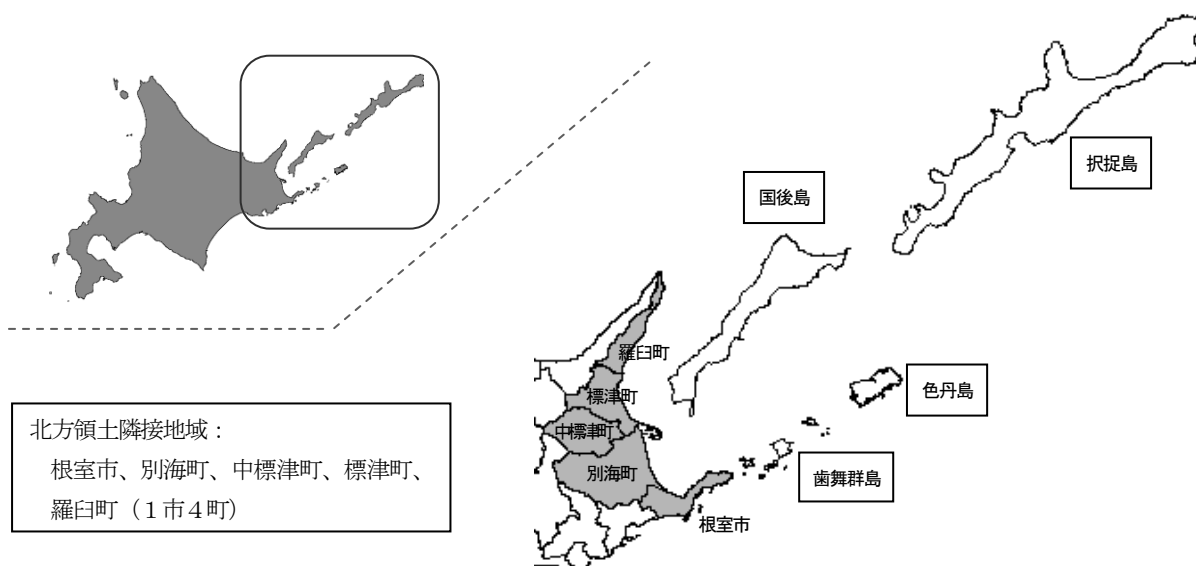 択捉島
国後島
羅臼町
標津町
色丹島
中標津町
北方領土隣接地域：
根室市、別海町、中標津町、標津町、
羅臼町（１市４町）
別海町
歯舞群島
根室市